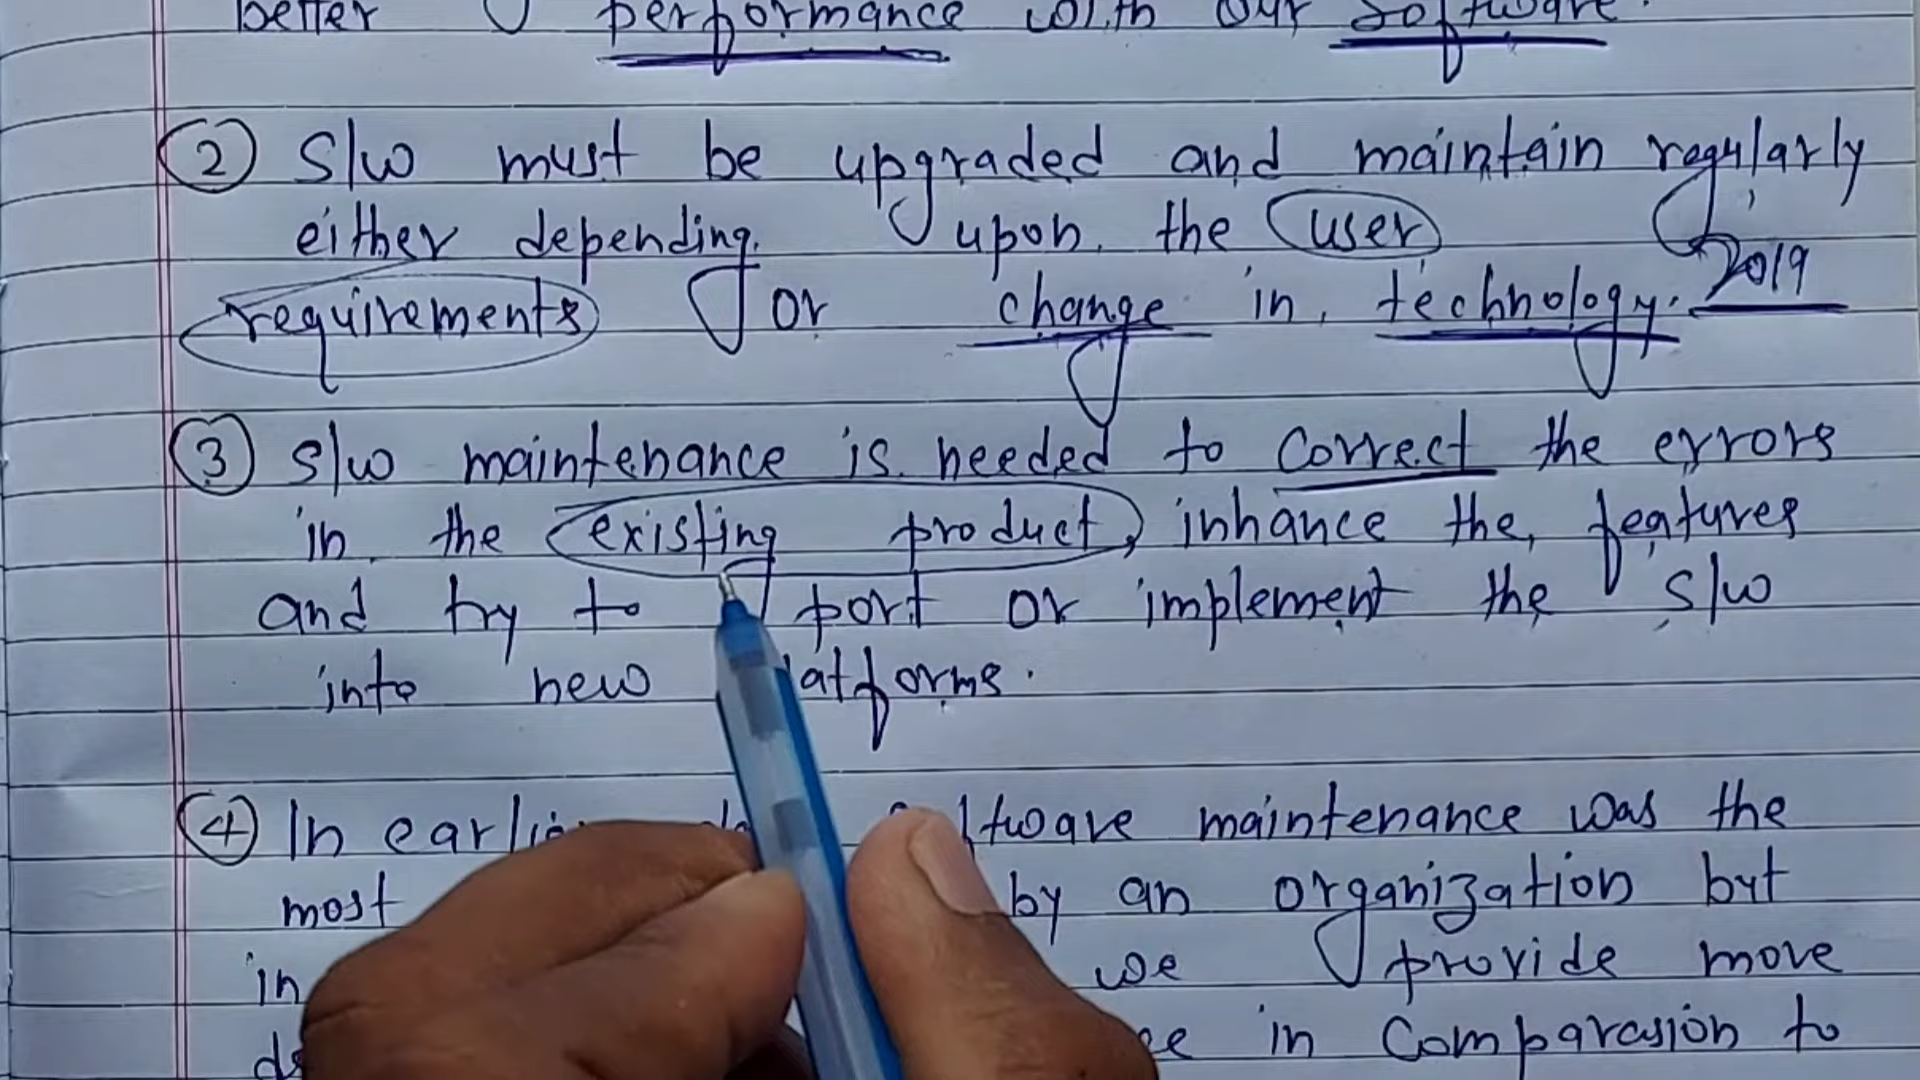 better performance with our software.
② S/w must be upgraded and maintain regularly,
either depending upon the user
requirements or change in technology. 2019
③ S/w maintenance is needed to correct the errors
in the existing product, inhance the features
and try to port or implement the S/w
into new
④ In maintenance was the
most by an organization but
in we provide more
in Comparasion to